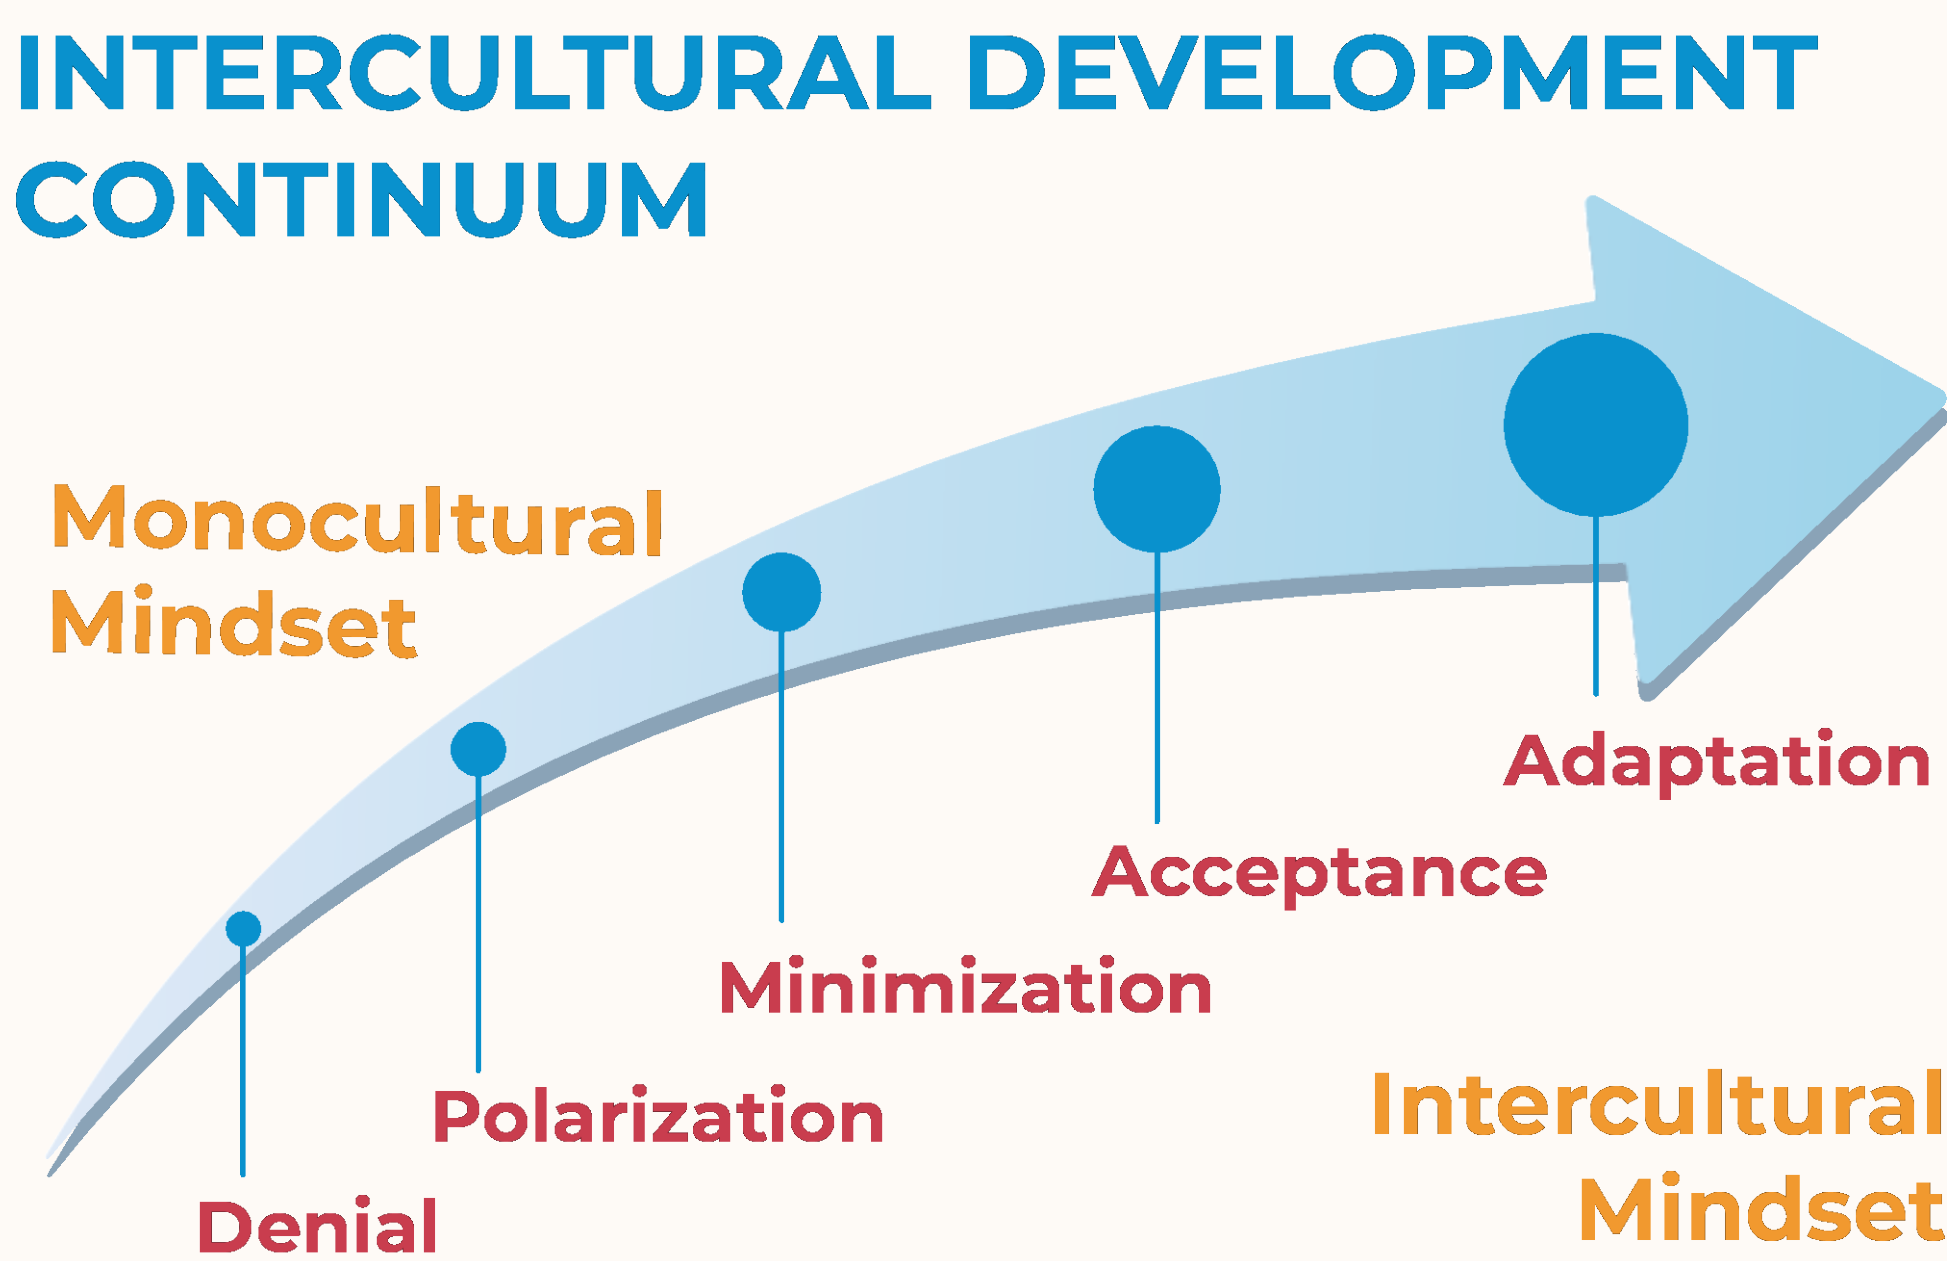 INTERCULTURAL DEVELOPMENT
CONTINUUM
Monocultural
Mindset
Adaptation
Acceptance
Minimization
Polarization
Denial
Intercultural
Mindset